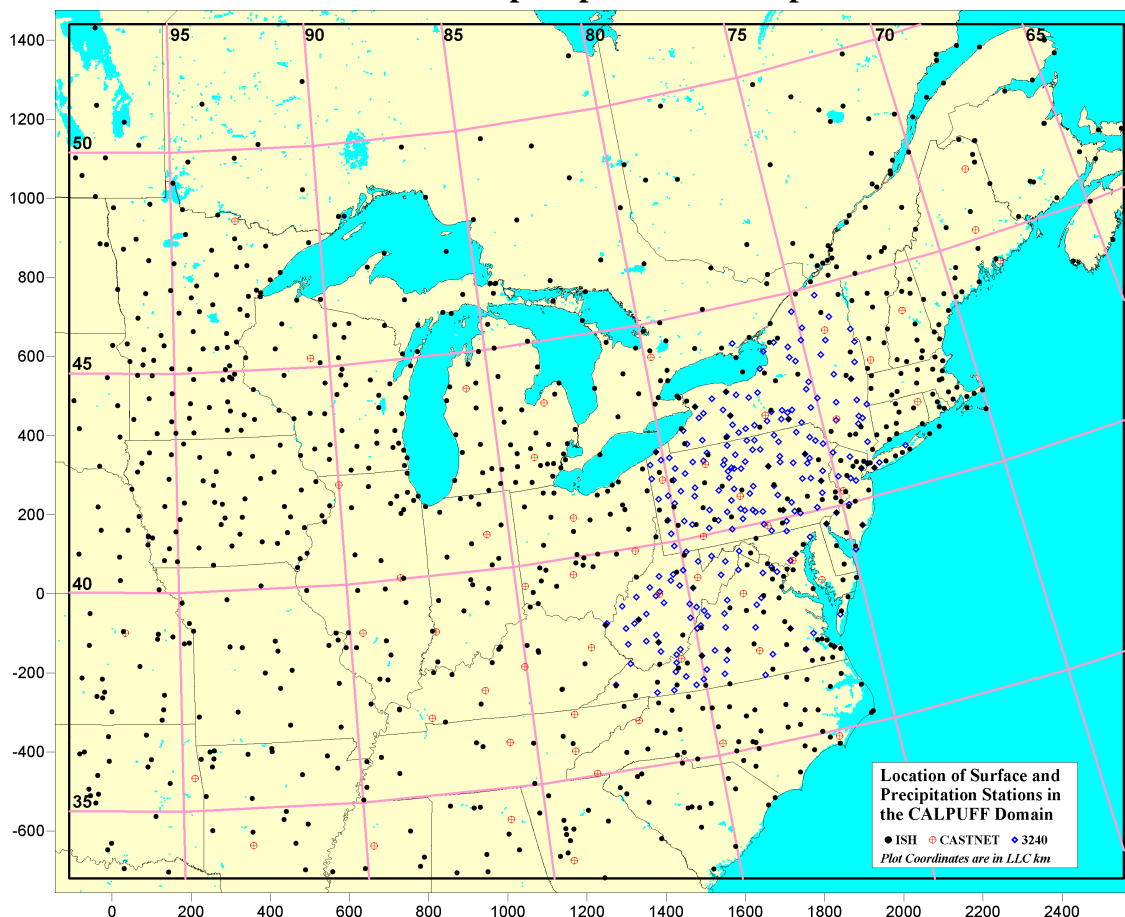 95 90 85 80 75 70 65
1400
1200
50
1000
800
600
45
400
200
40
0
-200
-400
35
-600
Location of Surface and
Precipitation Stations in
the CALPUFF Domain
ISH CASTNET 3240
Plot Coordinates are in LLC km
0 200 400 600 800 1000 1200 1400 1600 1800 2000 2200 2400